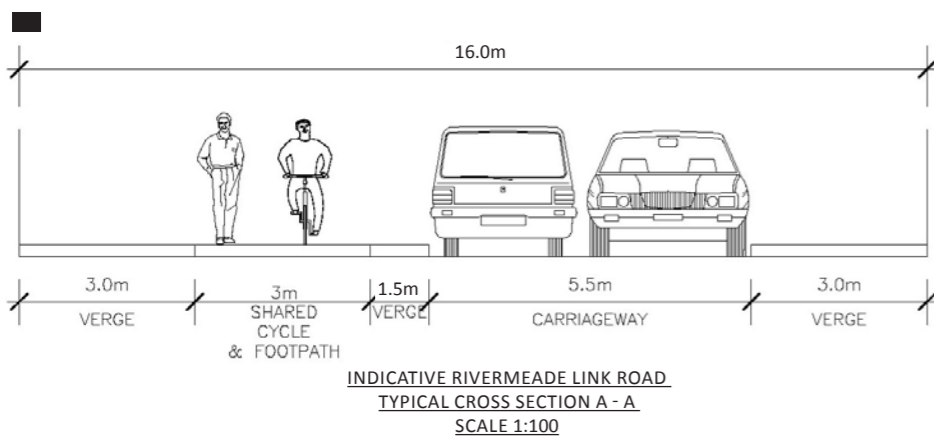 16.0m
3.0m 3m 1.5m 5.5m 3.0m
VERGE SHARED VERGE CARRIAGEWAY VERGE
CYCLE
& FOOTPATH
INDICATIVE RIVERMEADE LINK ROAD
TYPICAL CROSS SECTION A - A
SCALE 1:100